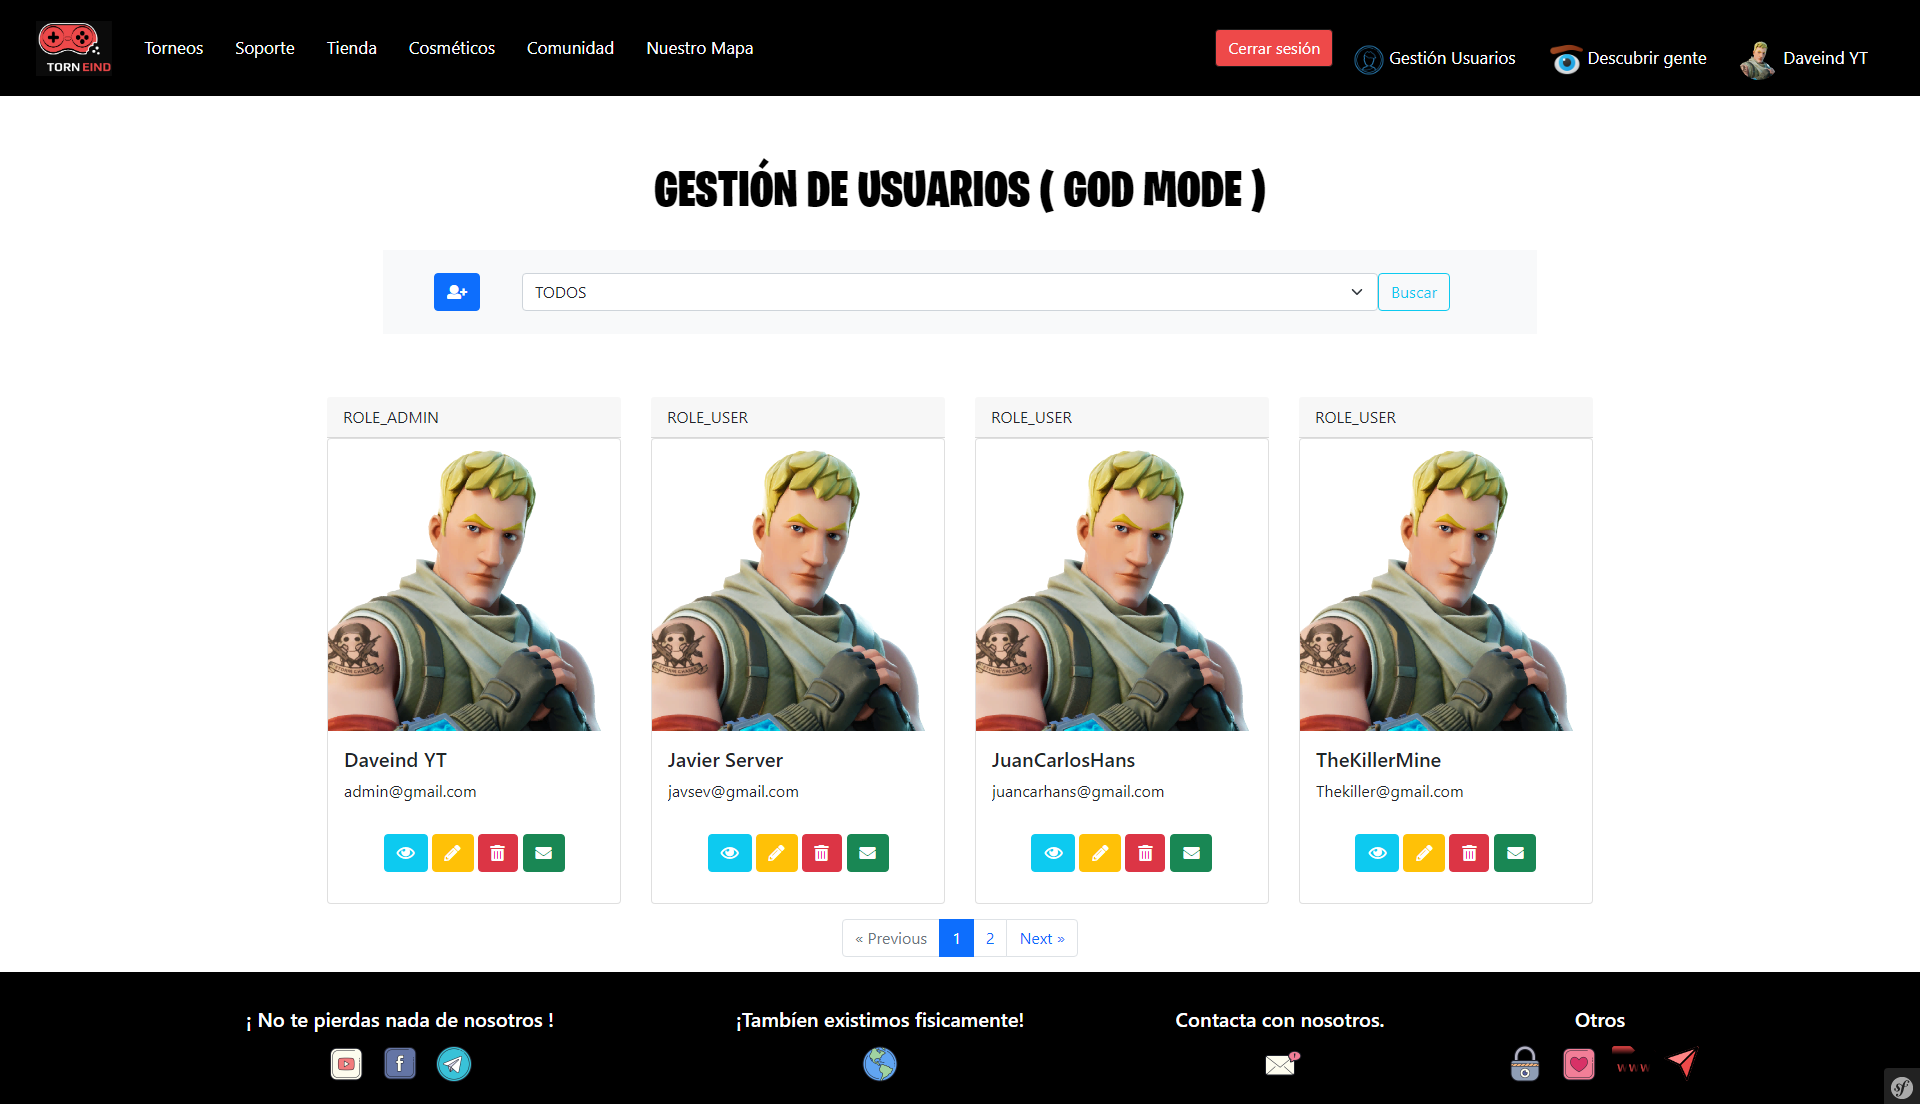 TORNEIND
Torneos
Soporte
Tienda
Cosméticos
Comunidad
Nuestro Mapa
Cerrar sesión
Gestión Usuarios
Descubrir gente
Daveind YT
GESTIÓN DE USUARIOS ( GOD MODE )
TODOS
Buscar
ROLE_ADMIN
ROLE_USER
ROLE_USER
ROLE_USER
Daveind YT
admin@gmail.com
Javier Server
javsev@gmail.com
JuanCarlosHans
juancarhans@gmail.com
TheKillerMine
Thekiller@gmail.com
« Previous
1
2
Next »
¡ No te pierdas nada de nosotros !
¡Tambíen existimos fisicamente!
Contacta con nosotros.
Otros
f
WWW
sf